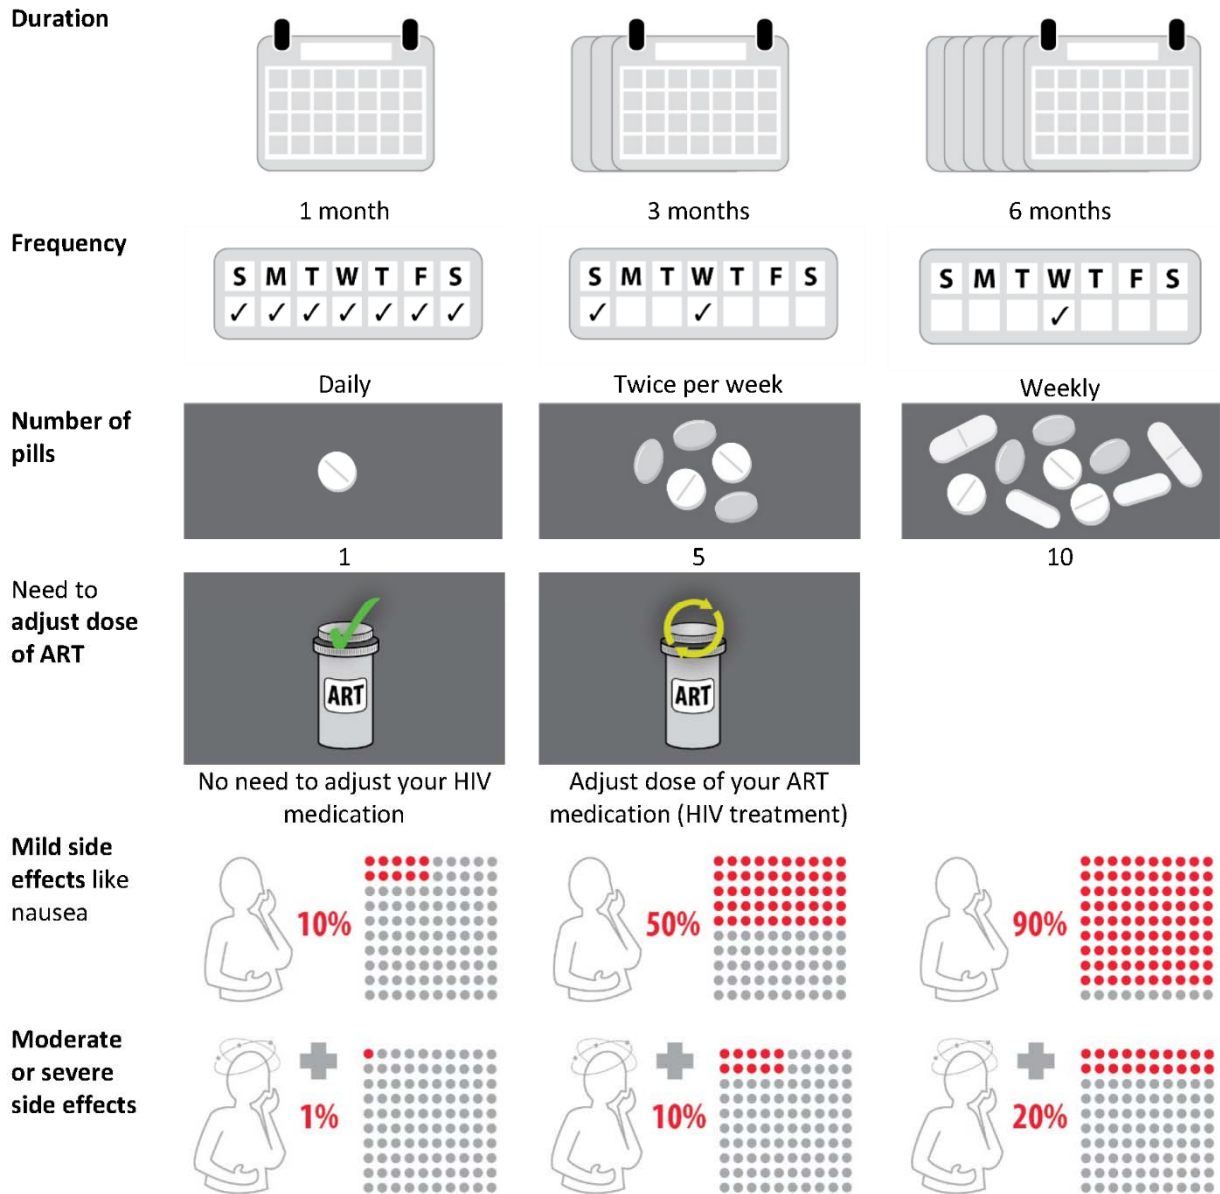 Duration
1 month
3 months
6 months
Frequency
S M T W T F S
✓ ✓ ✓ ✓ ✓ ✓ ✓
S M T W T F S
✓ ✓
S M T W T F S
✓
Daily
Twice per week
Weekly
Number of
pills
1
5
10
Need to
adjust dose
of ART
ART
ART
No need to adjust your HIV
medication
Adjust dose of your ART
medication (HIV treatment)
Mild side
effects like
nausea
10%
50%
90%
Moderate
or severe
side effects
1%
10%
20%